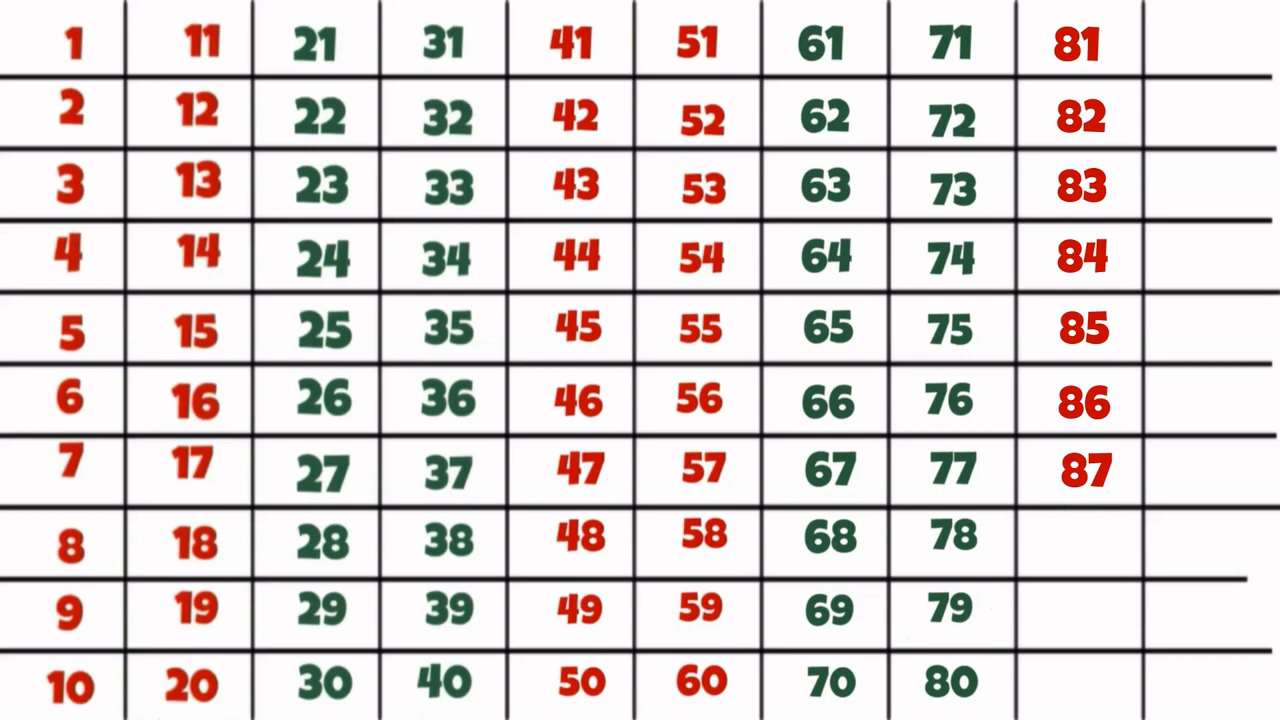 1 11 21 31 41 51 61 71 81
2 12 22 32 42 52 62 72 82
3 13 23 33 43 53 63 73 83
4 14 24 34 44 54 64 74 84
5 15 25 35 45 55 65 75 85
6 16 26 36 46 56 66 76 86
7 17 27 37 47 57 67 77 87
8 18 28 38 48 58 68 78
9 19 29 39 49 59 69 79
10 20 30 40 50 60 70 80